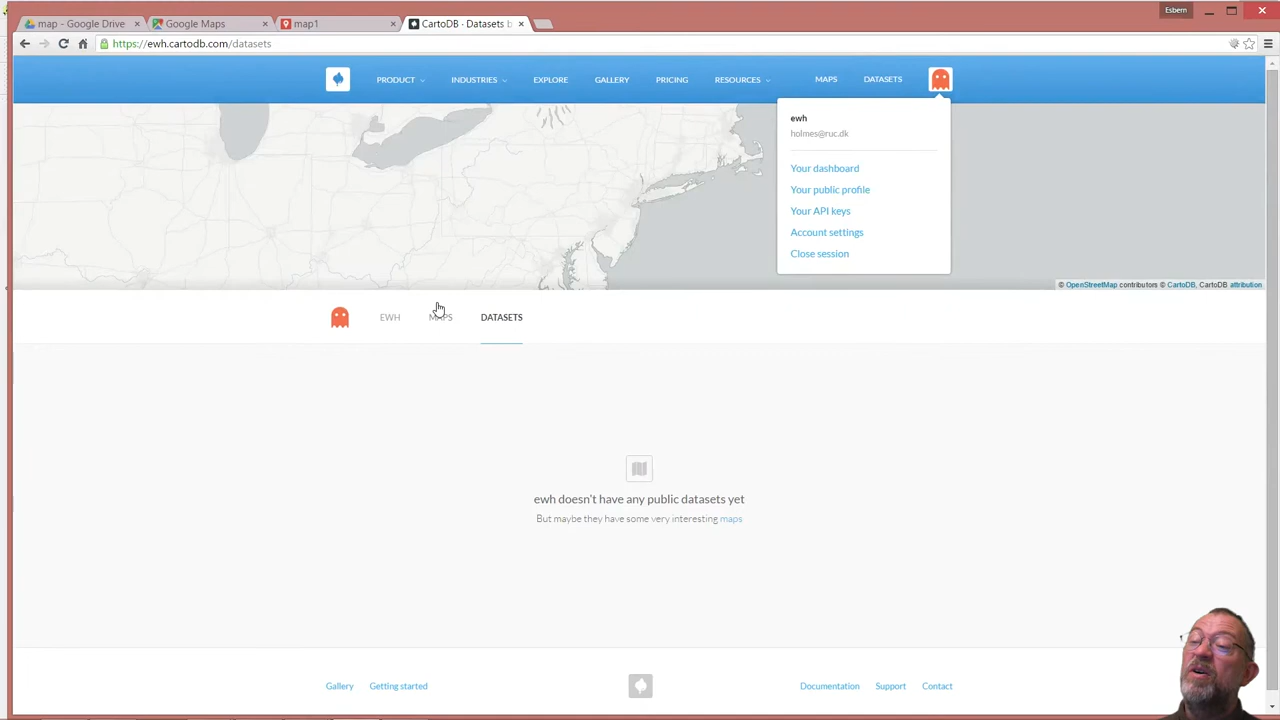 Esbern
map - Google Drive
Google Maps
map1
CartoDB · Datasets b
https://ewh.cartodb.com/datasets
PRODUCT INDUSTRIES EXPLORE GALLERY PRICING RESOURCES MAPS DATASETS
ewh
holmes@ruc.dk
Your dashboard
Your public profile
Your API keys
Account settings
Close session
© OpenStreetMap contributors © CartoDB, CartoDB attribution
EWH MAPS DATASETS
ewh doesn't have any public datasets yet
But maybe they have some very interesting maps
Gallery Getting started Documentation Support Contact